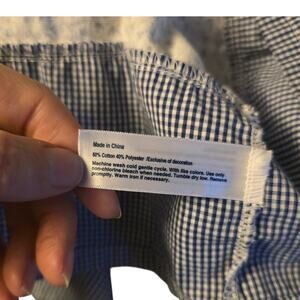 Made in China
60% Cotton 40% Polyester /Exclusive of decoration
Machine wash cold gentle cycle. With like colors. Use only
non-chlorine bleach when needed. Tumble dry low. Remove
promptly. Warm iron if necessary.